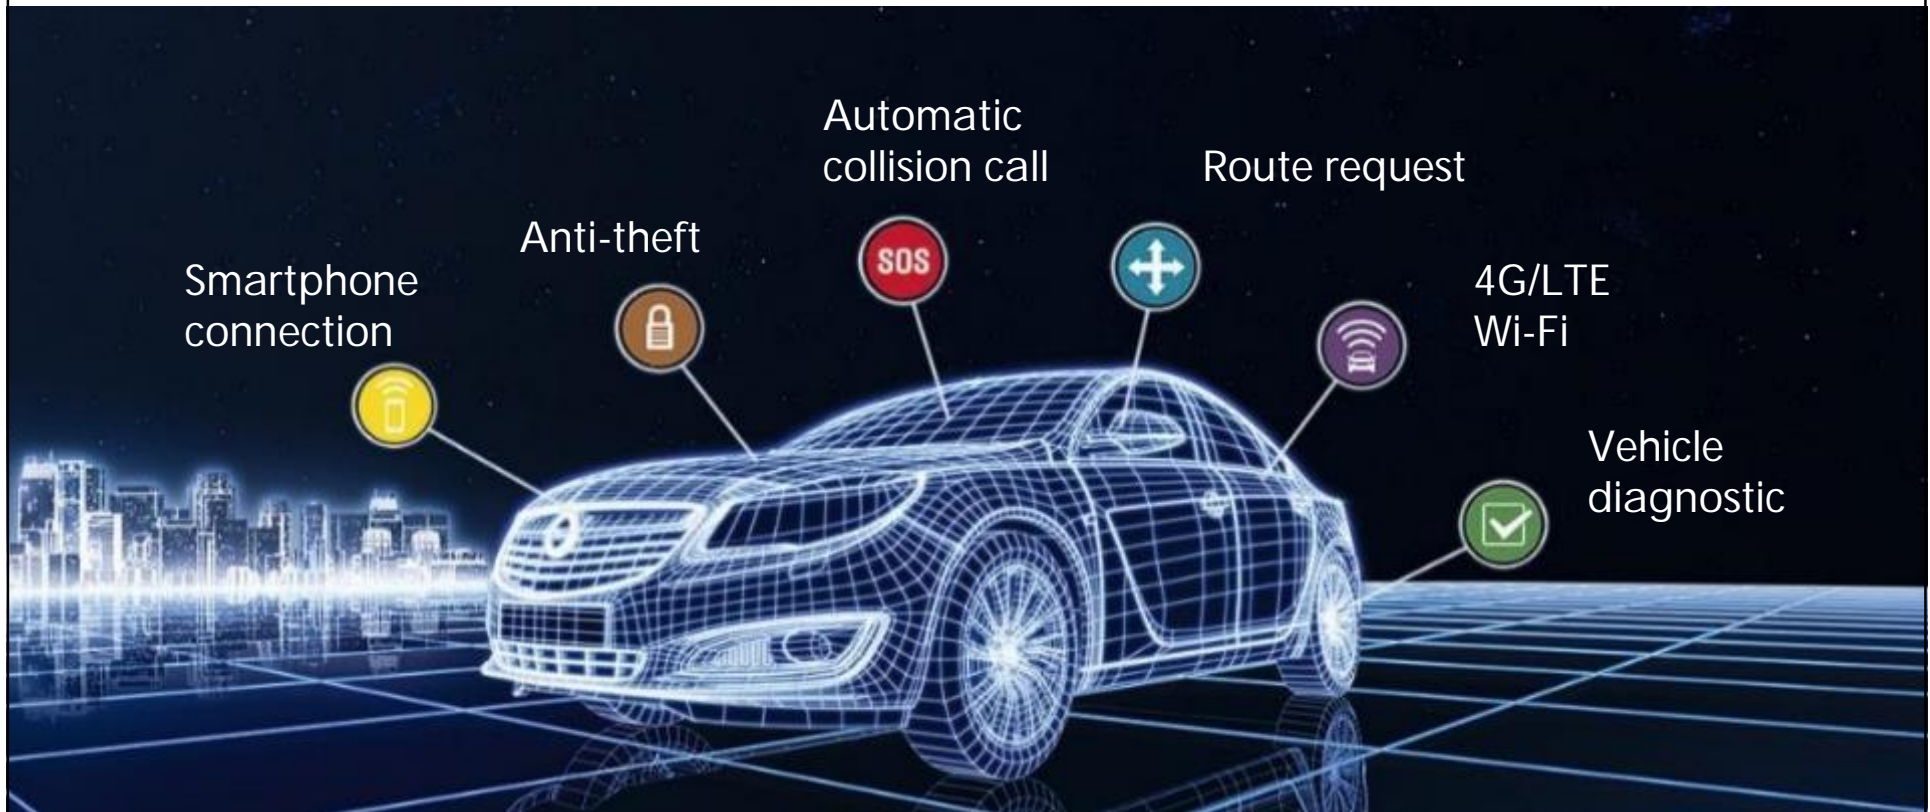 Automatic
collision call
Route request
Anti-theft
Smartphone
connection
4G/LTE
Wi-Fi
SOS
Vehicle
diagnostic